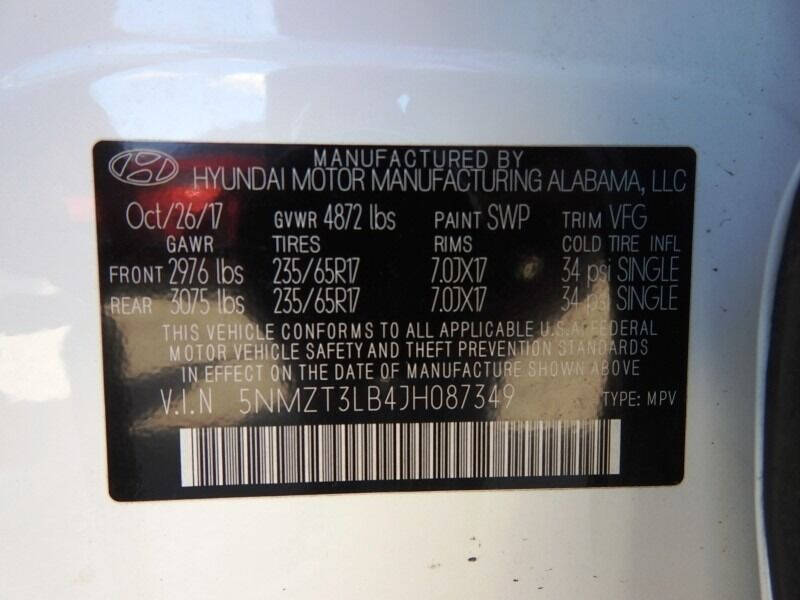 MANUFACTURED BY
HYUNDAI MOTOR MANUFACTURING ALABAMA, LLC
Oct/26/17 GVWR 4872 lbs PAINT SWP TRIM VFG
GAWR TIRES RIMS COLD TIRE INFL
FRONT 2976 lbs 235/65R17 7.0JX17 34 psi SINGLE
REAR 3075 lbs 235/65R17 7.0JX17 34 psi SINGLE
THIS VEHICLE CONFORMS TO ALL APPLICABLE U.S.A. FEDERAL
MOTOR VEHICLE SAFETY AND THEFT PREVENTION STANDARDS
IN EFFECT ON THE DATE OF MANUFACTURE SHOWN ABOVE
V.I.N 5NMZT3LB4JH087349 TYPE: MPV